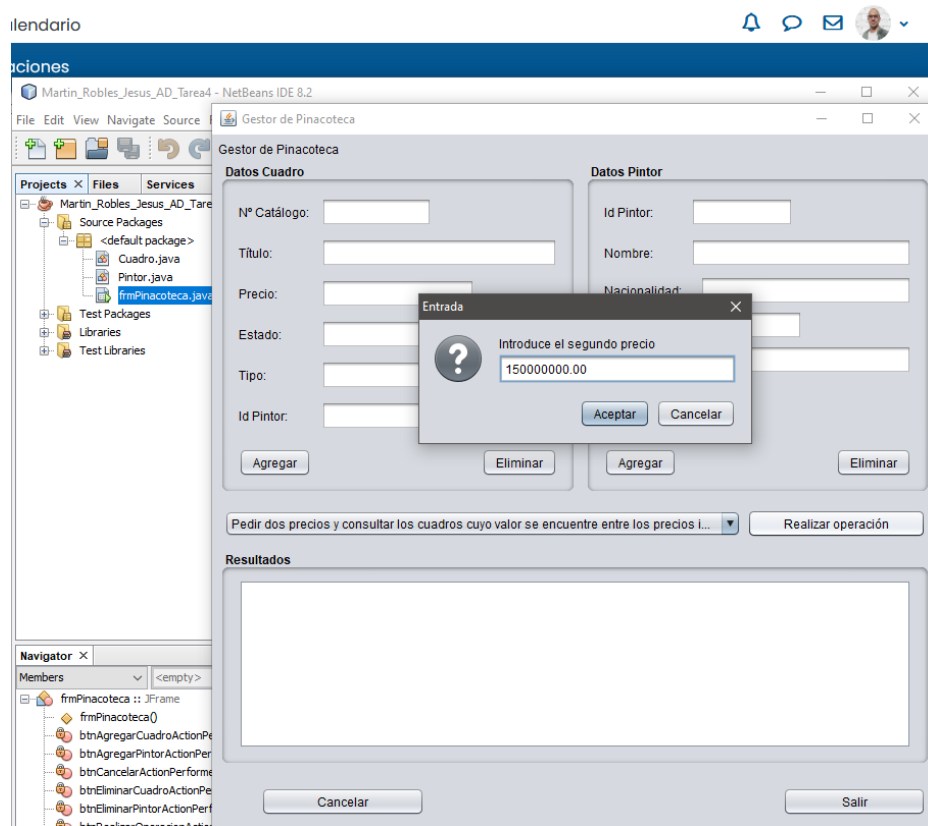 lendario
ciones
Martin_Robles_Jesus_AD_Tarea4 - NetBeans IDE 8.2
File Edit View Navigate Source
Gestor de Pinacoteca
Projects Files Services
Martin_Robles_Jesus_AD_Tare
Source Packages
<default package>
Cuadro.java
Pintor.java
frmPinacoteca.java
Test Packages
Libraries
Test Libraries
Gestor de Pinacoteca
Datos Cuadro
Nº Catálogo:
Título:
Precio:
Estado:
Tipo:
Id Pintor:
Agregar Eliminar
Datos Pintor
Id Pintor:
Nombre:
Nacionalidad:
Agregar Eliminar
Entrada
Introduce el segundo precio
150000000.00
Aceptar Cancelar
Pedir dos precios y consultar los cuadros cuyo valor se encuentre entre los precios i... Realizar operación
Resultados
Cancelar Salir
Navigator
Members <empty>
frmPinacoteca :: JFrame
frmPinacoteca()
btnAgregarCuadroActionPe
btnAgregarPintorActionPer
btnCancelarActionPerforme
btnEliminarCuadroActionPe
btnEliminarPintorActionPerf